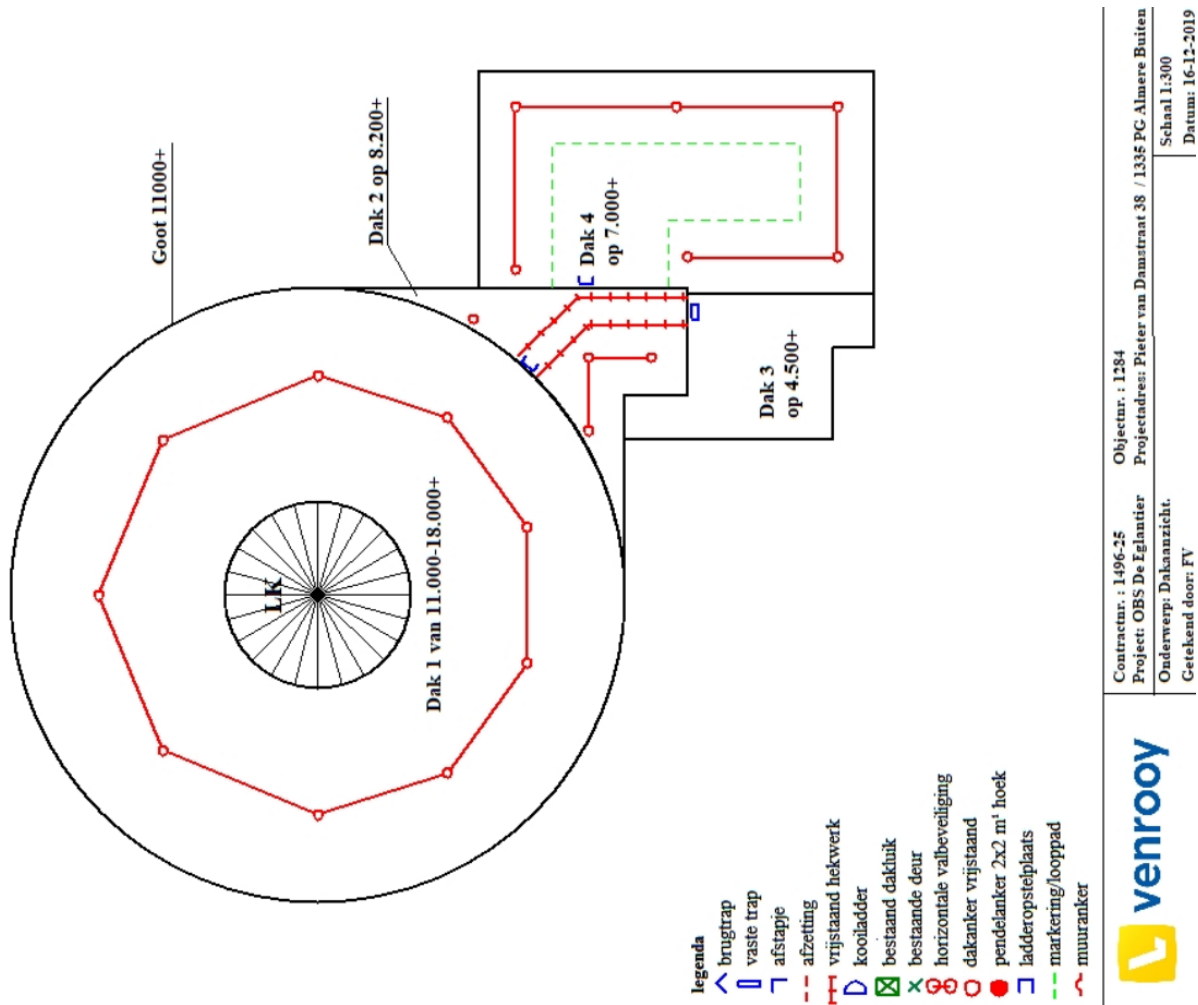 Goot 11000+
Dak 2 op 8.200+
LK
Dak 1 van 11.000-18.000+
Dak 4
op 7.000+
Dak 3
op 4.500+
legenda
brugtrap
vaste trap
afstapje
afzetting
vrijstaand hekwerk
kooiladder
bestaand dakluik
bestaande deur
horizontale valbeveiliging
dakanker vrijstaand
pendelanker 2x2 m¹ hoek
ladderopstelplaats
markering/looppad
muuranker
venrooy
Contractnr. : 1496-25 Objectnr. : 1284
Project: OBS De Eglantier Projectadres: Pieter van Damstraat 38 / 1335 PG Almere Buiten
Onderwerp: Dakaanzicht. Schaal 1:300
Getekend door: FV Datum: 16-12-2019